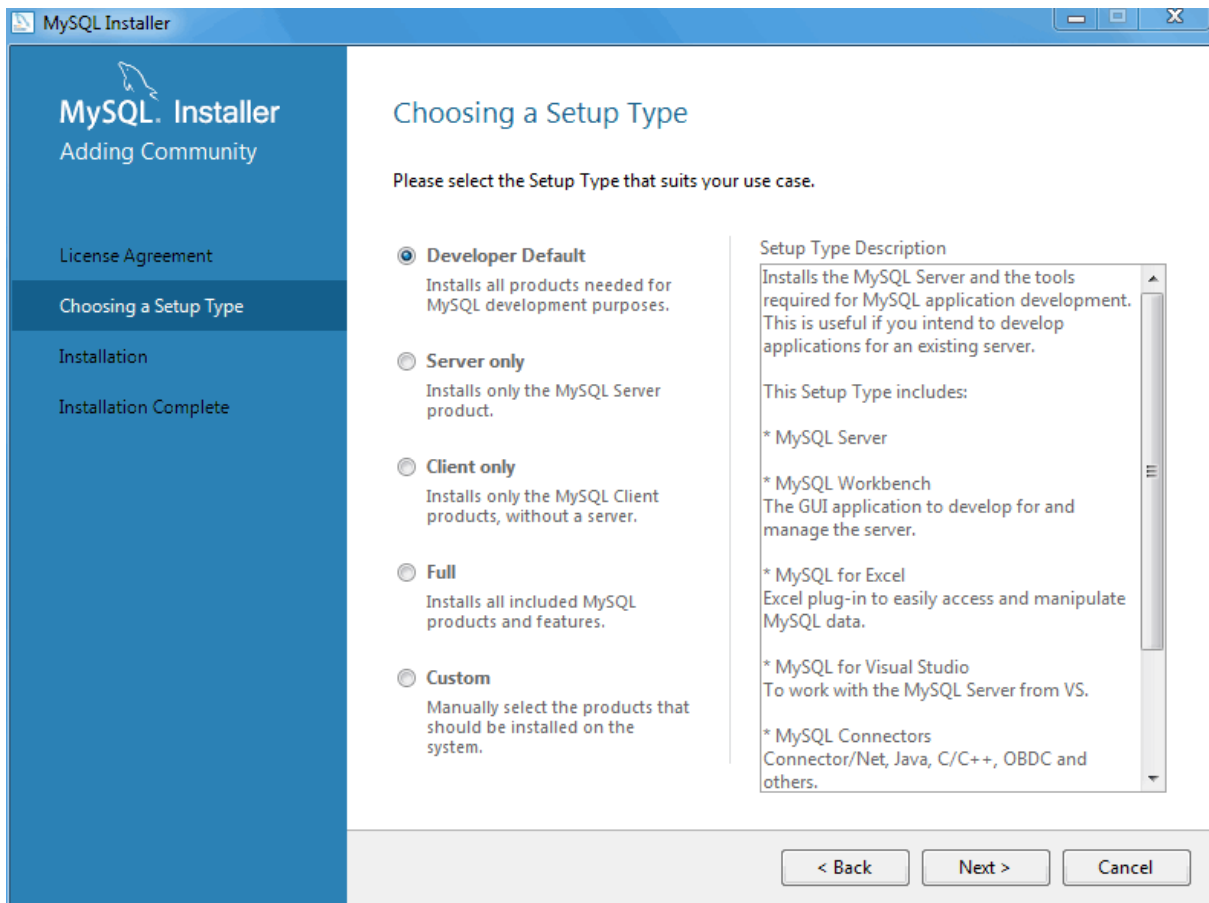 MySQL Installer
MySQL. Installer
Adding Community
License Agreement
Choosing a Setup Type
Installation
Installation Complete
Choosing a Setup Type
Please select the Setup Type that suits your use case.
Developer Default
Installs all products needed for
MySQL development purposes.
Server only
Installs only the MySQL Server
product.
Client only
Installs only the MySQL Client
products, without a server.
Full
Installs all included MySQL
products and features.
Custom
Manually select the products that
should be installed on the
system.
Setup Type Description
Installs the MySQL Server and the tools
required for MySQL application development.
This is useful if you intend to develop
applications for an existing server.
This Setup Type includes:
* MySQL Server
* MySQL Workbench
The GUI application to develop for and
manage the server.
* MySQL for Excel
Excel plug-in to easily access and manipulate
MySQL data.
* MySQL for Visual Studio
To work with the MySQL Server from VS.
* MySQL Connectors
Connector/Net, Java, C/C++, OBDC and
others.
< Back
Next >
Cancel